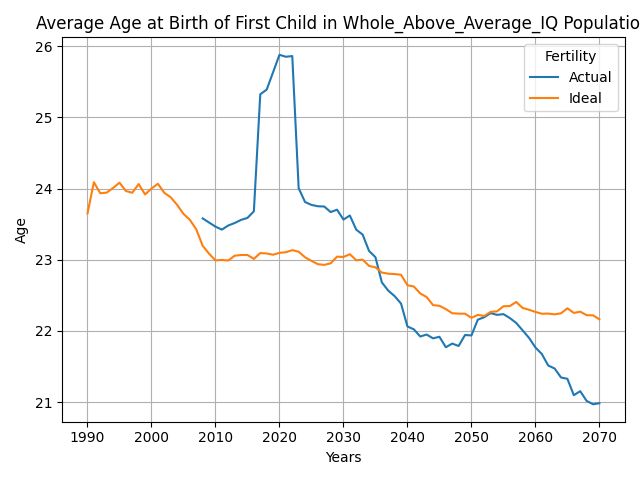 Average Age at Birth of First Child in Whole_Above_Average_IQ Populatio
Fertility
Actual
Ideal
26
25
24
23
22
21
Age
1990 2000 2010 2020 2030 2040 2050 2060 2070
Years